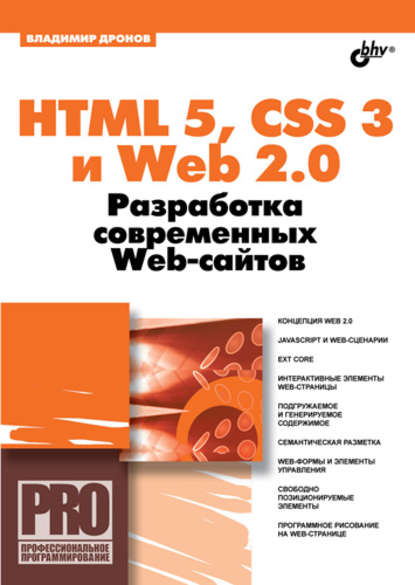 ВЛАДИМИР ДРОНОВ
bhv®
HTML 5, CSS 3
и Web 2.0
Разработка
современных
Web-сайтов
КОНЦЕПЦИЯ WEB 2.0
JAVASCRIPT И WEB-СЦЕНАРИИ
EXT CORE
ИНТЕРАКТИВНЫЕ ЭЛЕМЕНТЫ
WEB-СТРАНИЦЫ
ПОДГРУЖАЕМОЕ
И ГЕНЕРИРУЕМОЕ
СОДЕРЖИМОЕ
СЕМАНТИЧЕСКАЯ РАЗМЕТКА
WEB-ФОРМЫ И ЭЛЕМЕНТЫ
УПРАВЛЕНИЯ
СВОБОДНО
ПОЗИЦИОНИРУЕМЫЕ
ЭЛЕМЕНТЫ
ПРОГРАММНОЕ РИСОВАНИЕ
НА WEB-СТРАНИЦЕ
PRO
ПРОФЕССИОНАЛЬНОЕ
ПРОГРАММИРОВАНИЕ